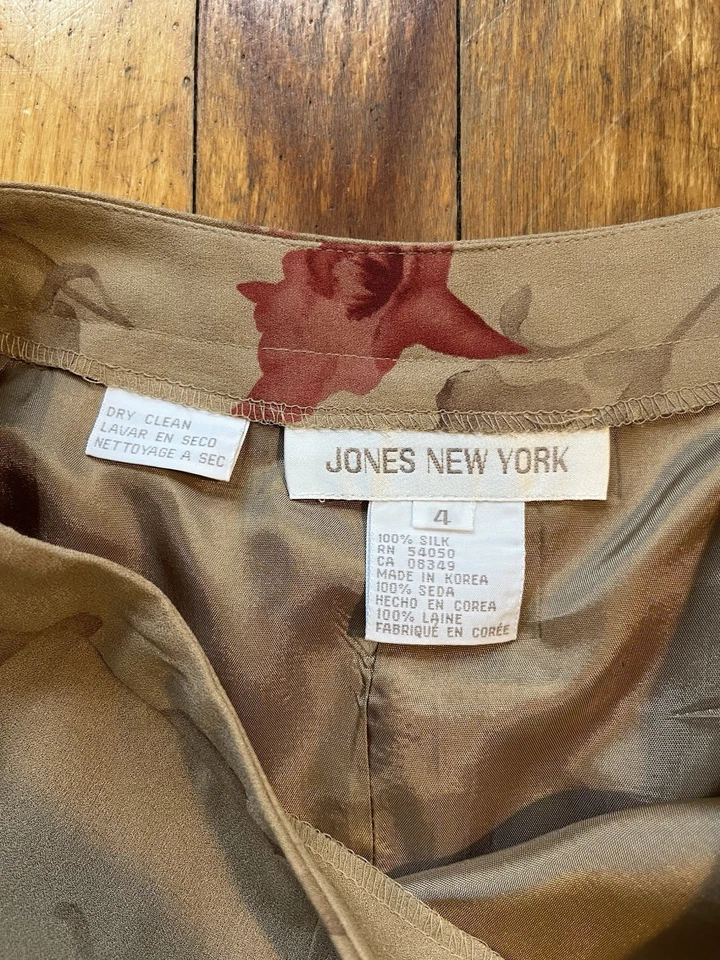 DRY CLEAN
LAVAR EN SECO
NETTOYAGE A SEC
JONES NEW YORK
4
100% SILK
RN 54050
CA 08349
MADE IN KOREA
100% SEDA
HECHO EN COREA
100% LAINE
FABRIQUÉ EN CORÉE